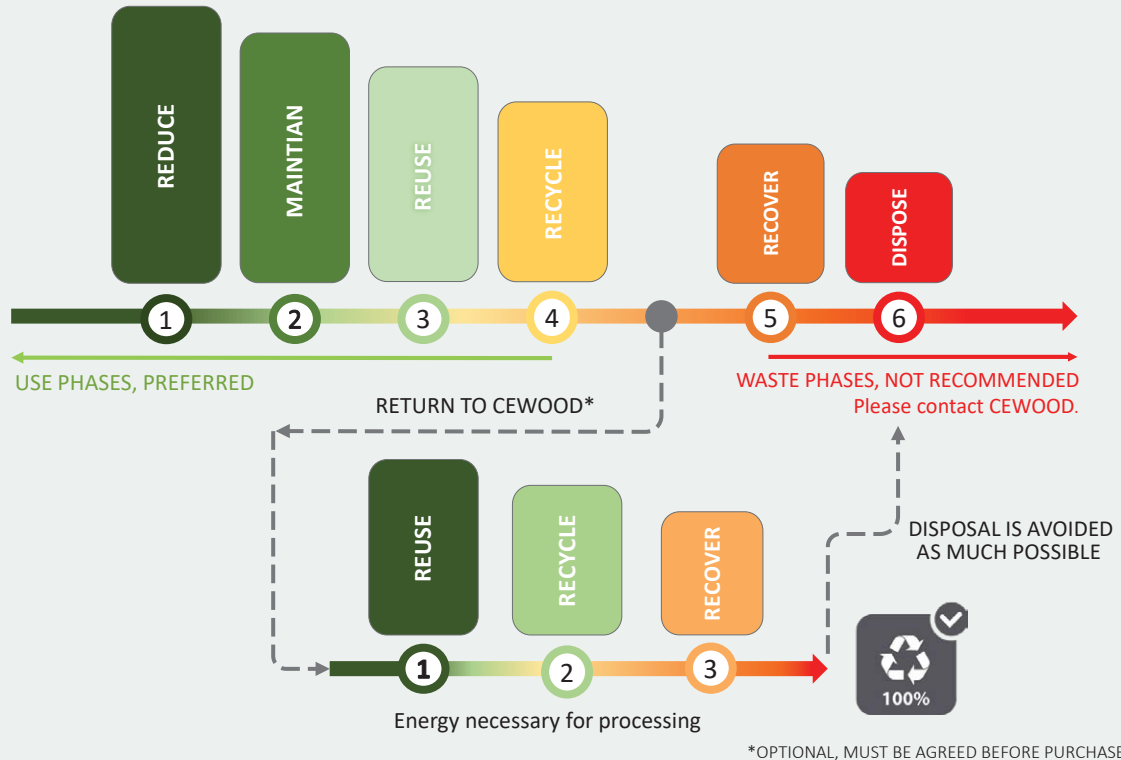 REDUCE
MAINTIAN
REUSE
RECYCLE
RECOVER
DISPOSE
1
2
3
4
5
6
USE PHASES, PREFERRED
WASTE PHASES, NOT RECOMMENDED
Please contact CEWOOD.
RETURN TO CEWOOD*
REUSE
RECYCLE
RECOVER
DISPOSAL IS AVOIDED
AS MUCH POSSIBLE
1
2
3
100%
Energy necessary for processing
*OPTIONAL, MUST BE AGREED BEFORE PURCHASE